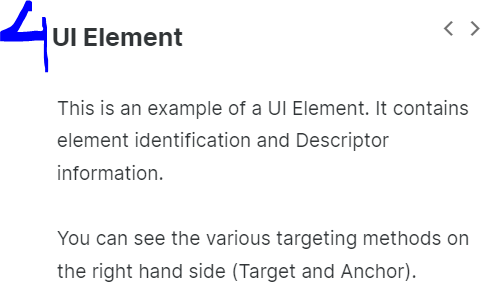 4 UI Element
This is an example of a UI Element. It contains
element identification and Descriptor
information.
You can see the various targeting methods on
the right hand side (Target and Anchor).